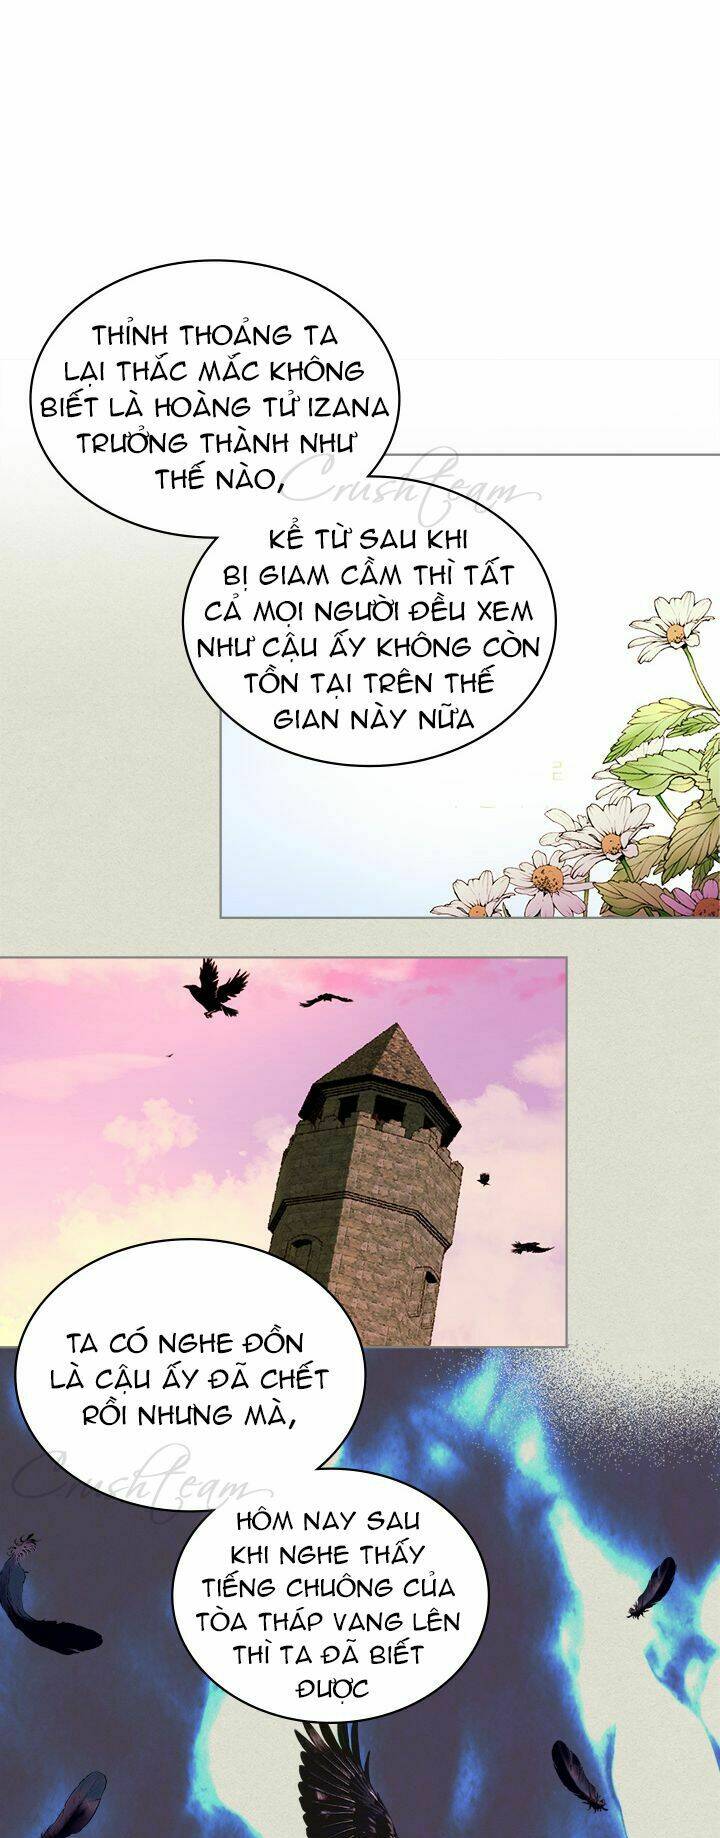 THỈNH THOẢNG TA
LẠI THẮC MẮC KHÔNG
BIẾT LÀ HOÀNG TỬ IZANA
TRƯỞNG THÀNH NHƯ
THẾ NÀO,
Crushteam
KỂ TỪ SAU KHI
BỊ GIAM CẦM THÌ TẤT
CẢ MỌI NGƯỜI ĐỀU XEM
NHƯ CẬU ẤY KHÔNG CÒN
TỒN TẠI TRÊN THẾ
GIAN NÀY NỮA
TA CÓ NGHE ĐỒN
LÀ CẬU ẤY ĐÃ CHẾT
RỒI NHƯNG MÀ,
Crushteam
HÔM NAY SAU
KHI NGHE THẤY
TIẾNG CHUÔNG CỦA
TÒA THÁP VANG LÊN
THÌ TA ĐÃ BIẾT
ĐƯỢC